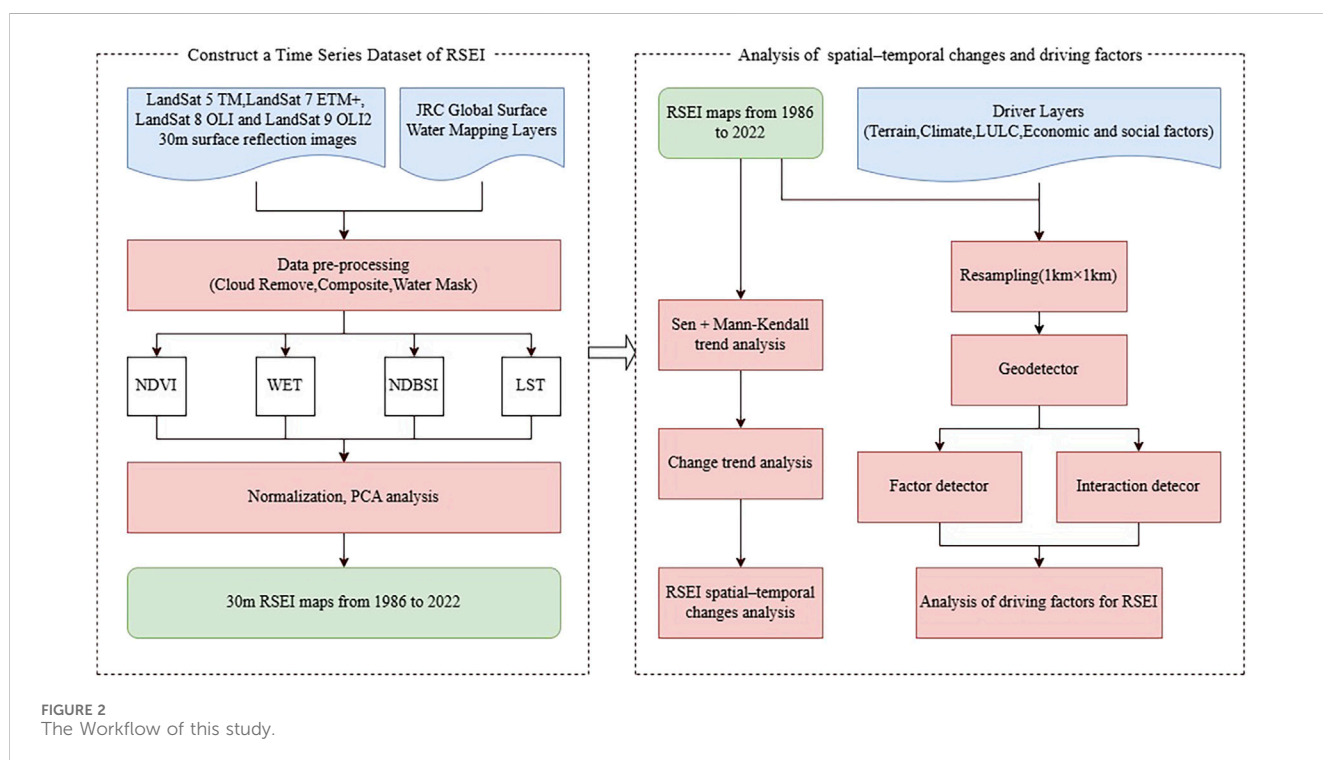 Construct a Time Series Dataset of RSEI
LandSat 5 TM,LandSat 7 ETM+,
LandSat 8 OLI and LandSat 9 OLI2
30m surface reflection images
JRC Global Surface
Water Mapping Layers
Data pre-processing
(Cloud Remove,Composite,Water Mask)
NDVI
WET
NDBSI
LST
Normalization, PCA analysis
30m RSEI maps from 1986 to 2022
Analysis of spatial–temporal changes and driving factors
RSEI maps from 1986
to 2022
Driver Layers
(Terrain,Climate,LULC,Economic and social factors)
Sen + Mann-Kendall
trend analysis
Change trend analysis
RSEI spatial–temporal
changes analysis
Resampling(1km×1km)
Geodetector
Factor detector
Interaction detecor
Analysis of driving factors for RSEI
FIGURE 2
The Workflow of this study.